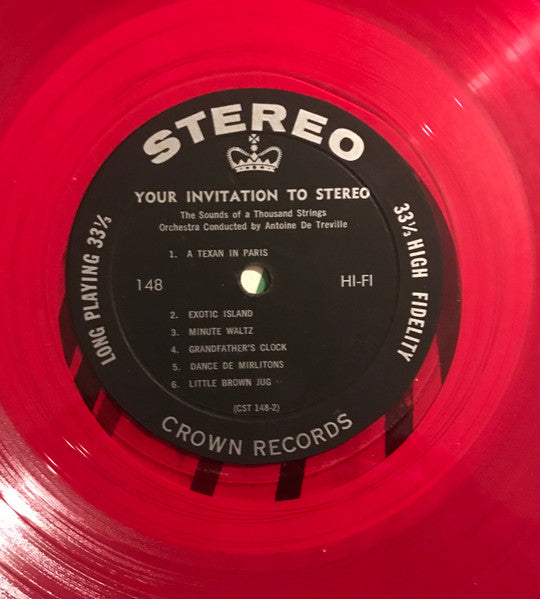 STEREO
YOUR INVITATION TO STEREO
The Sounds of a Thousand Strings
Orchestra Conducted by Antoine De Treville
1. A TEXAN IN PARIS
148
HI-FI
2. EXOTIC ISLAND
3. MINUTE WALTZ
4. GRANDFATHER'S CLOCK
5. DANCE DE MIRLITONS
6. LITTLE BROWN JUG
(CST 148-2)
LONG PLAYING 33⅓
33⅓ HIGH FIDELITY
CROWN RECORDS